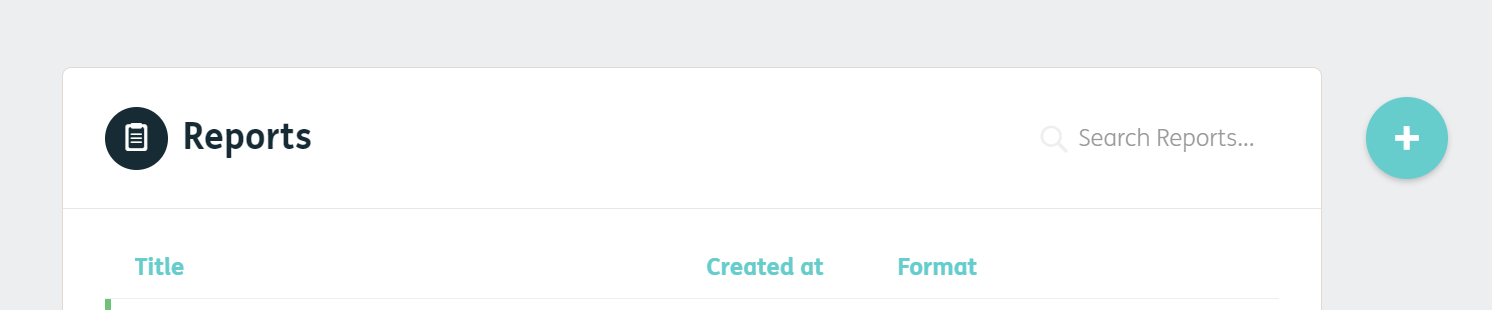 Reports
Search Reports...
Title Created at Format